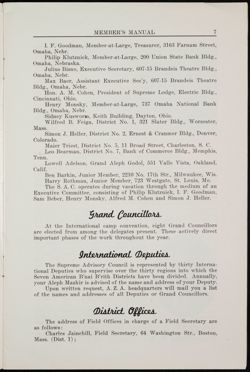 MEMBER'S MANUAL 7
I. F. Goodman, Member-at-Large, Treasurer, 3163 Farnam Street,
Omaha, Nebr.
Philip Klutznick, Member-at-Large, 200 Union State Bank Bldg.,
Omaha, Nebraska.
Julius Bisno, Executive Secretary, 607-15 Brandeis Theatre Bldg.,
Omaha, Nebr.
Max Baer, Assistant Executive Sec'y, 607-15 Brandeis Theatre
Bldg., Omaha, Nebr.
Hon. A. M. Cohen, President of Supreme Lodge, Electric Bldg.,
Cincinnati, Ohio.
Henry Monsky, Member-at-Large, 737 Omaha National Bank
Bldg., Omaha, Nebr.
Sidney Kusworm, Keith Building, Dayton, Ohio.
Wilfred B. Feiga, District No. 1, 321 Slater Bldg., Worcester,
Mass.
Simon J. Heller, District No. 2, Ernest & Cranmer Bldg., Denver,
Colorado.
Maier Triest, District No. 5, 11 Broad Street, Charleston, S. C.
Leo Bearman, District No. 7, Bank of Commerce Bldg., Memphis,
Tenn.
Lowell Adelson, Grand Aleph Godol, 551 Valle Vista, Oakland,
Calif.
Ben Barkin, Junior Member, 2230 No. 17th Str., Milwaukee, Wis.
Harry Rothman, Junior Member, 723 Westgate, St. Louis, Mo.
The S. A. C. operates during vacation through the medium of an
Executive Committee, consisting of Philip Klutznick, I. F. Goodman,
Sam Beber, Henry Monsky, Alfred M. Cohen and Simon J. Heller.
Grand Councillors.
At the International camp convention, eight Grand Councillors
are elected from among the delegates present. These actively direct
important phases of the work throughout the year.
International Deputies.
The Supreme Advisory Council is represented by thirty Interna-
tional Deputies who supervise over the thirty regions into which the
Seven American B'nai B'rith Districts have been divided. Annually,
your Aleph Mazkir is advised of the name and address of your Deputy.
Upon written request, A. Z. A. headquarters will mail you a list
of the names and addresses of all Deputies or Grand Councillors.
District Offices.
The address of Field Offices in charge of a Field Secretary are
as follows:
Charles Jainchill, Field Secretary, 64 Washington Str., Boston,
Mass. (Dist. 1);